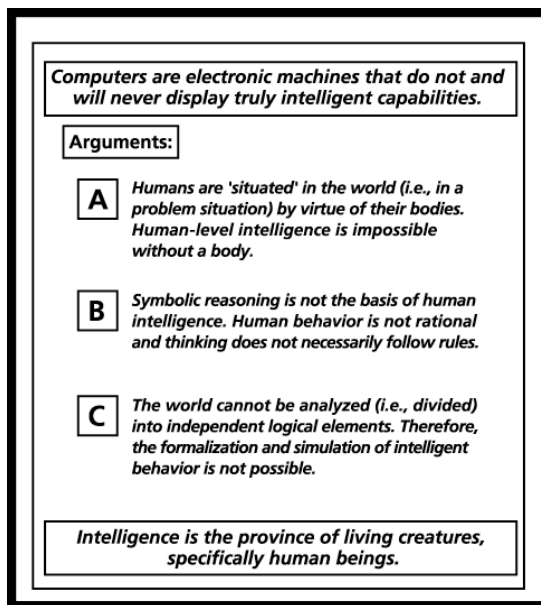 Computers are electronic machines that do not and
will never display truly intelligent capabilities.
Arguments:
A
Humans are 'situated' in the world (i.e., in a
problem situation) by virtue of their bodies.
Human-level intelligence is impossible
without a body.
B
Symbolic reasoning is not the basis of human
intelligence. Human behavior is not rational
and thinking does not necessarily follow rules.
C
The world cannot be analyzed (i.e., divided)
into independent logical elements. Therefore,
the formalization and simulation of intelligent
behavior is not possible.
Intelligence is the province of living creatures,
specifically human beings.